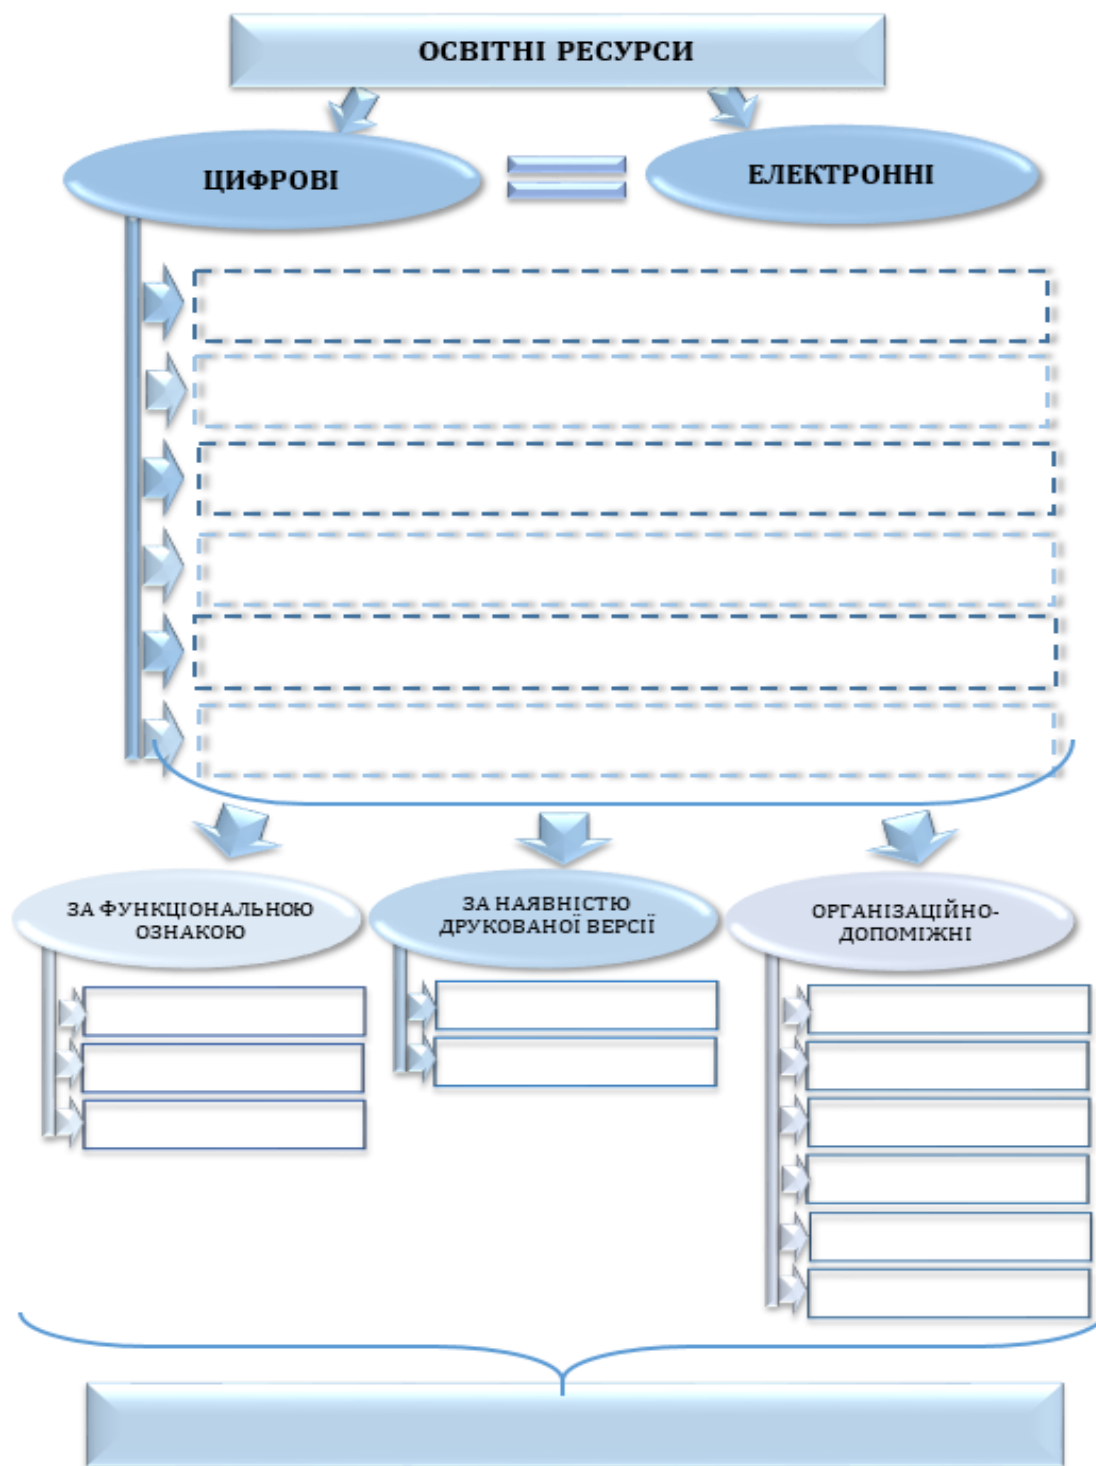 ОСВІТНІ РЕСУРСИ
ЦИФРОВІ
ЕЛЕКТРОННІ
ЗА ФУНКЦІОНАЛЬНОЮ
ОЗНАКОЮ
ЗА НАЯВНІСТЮ
ДРУКОВАНОЇ ВЕРСІЇ
ОРГАНІЗАЦІЙНО-
ДОПОМІЖНІ